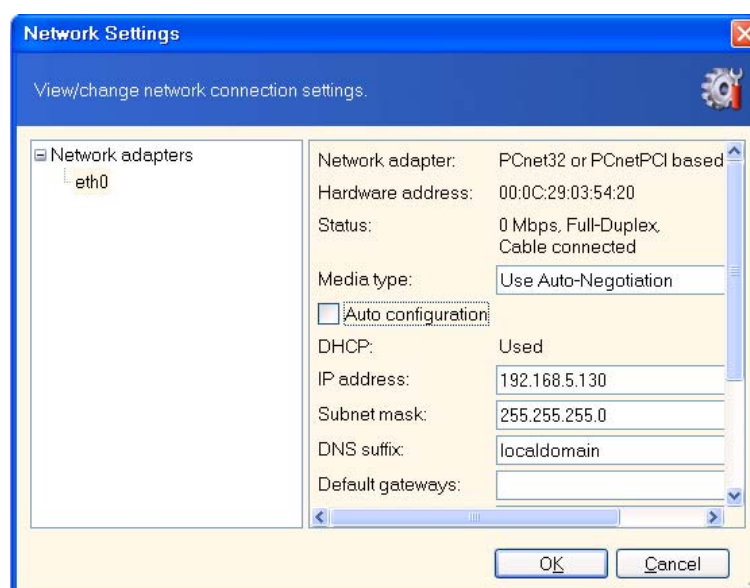 Network Settings
View/change network connection settings.
Network adapters
eth0
Network adapter: PCnet32 or PCnetPCI based
Hardware address: 00:0C:29:03:54:20
Status: 0 Mbps, Full-Duplex,
Cable connected
Media type: Use Auto-Negotiation
Auto configuration
DHCP: Used
IP address: 192.168.5.130
Subnet mask: 255.255.255.0
DNS suffix: localdomain
Default gateways:
OK Cancel